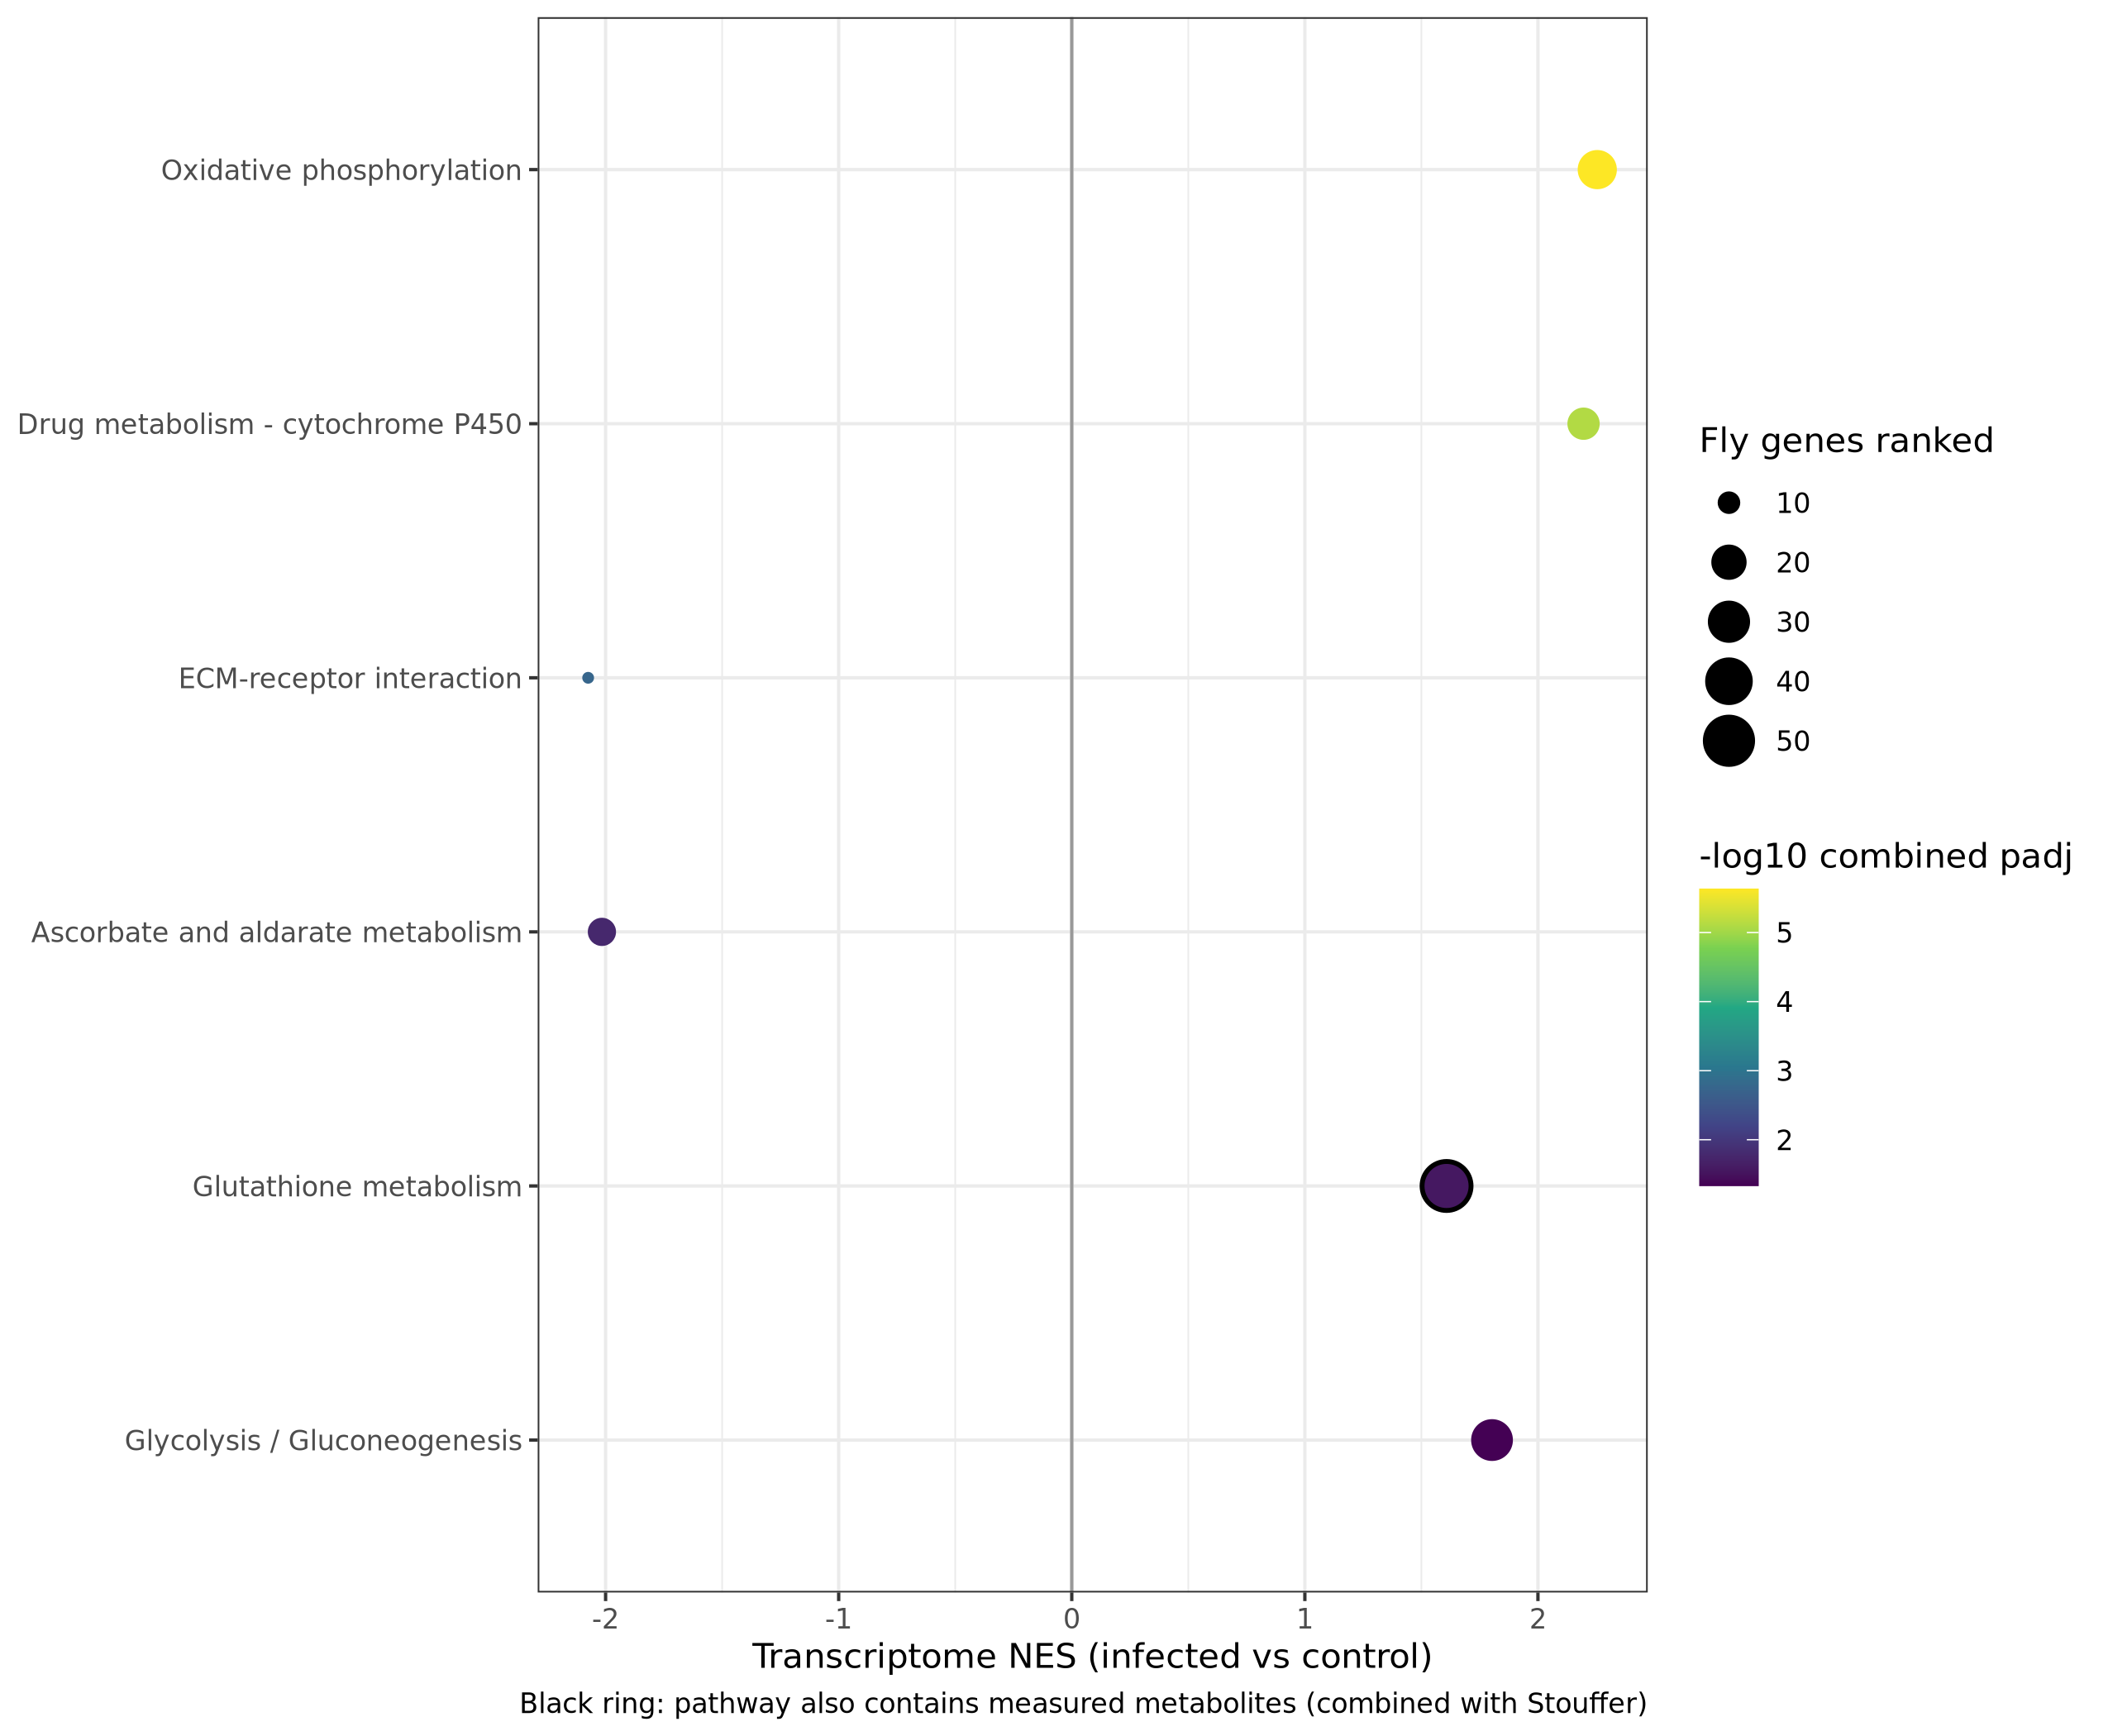 Oxidative phosphorylation
Drug metabolism - cytochrome P450
ECM-receptor interaction
Ascorbate and aldarate metabolism
Glutathione metabolism
Glycolysis / Gluconeogenesis
-2
-1
0
1
2
Transcriptome NES (infected vs control)
Black ring: pathway also contains measured metabolites (combined with Stouffer)
Fly genes ranked
10
20
30
40
50
-log10 combined padj
5
4
3
2